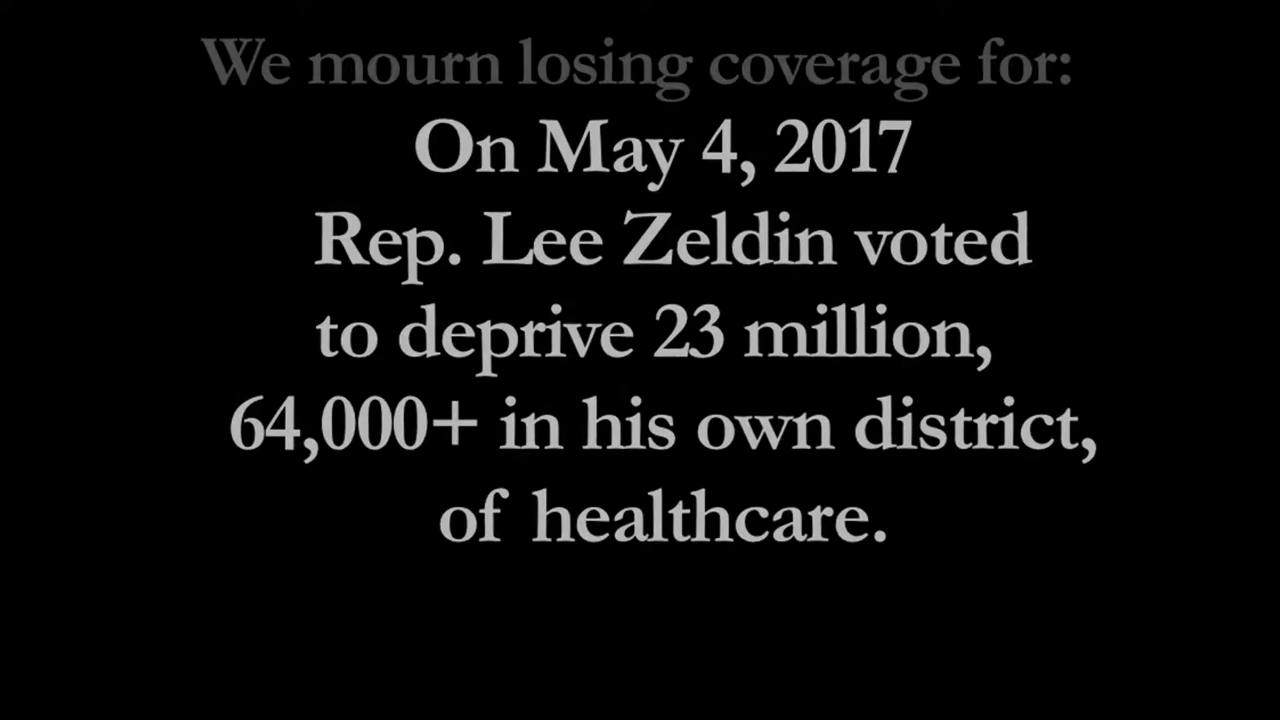 We mourn losing coverage for:
On May 4, 2017
Rep. Lee Zeldin voted
to deprive 23 million,
64,000+ in his own district,
of healthcare.